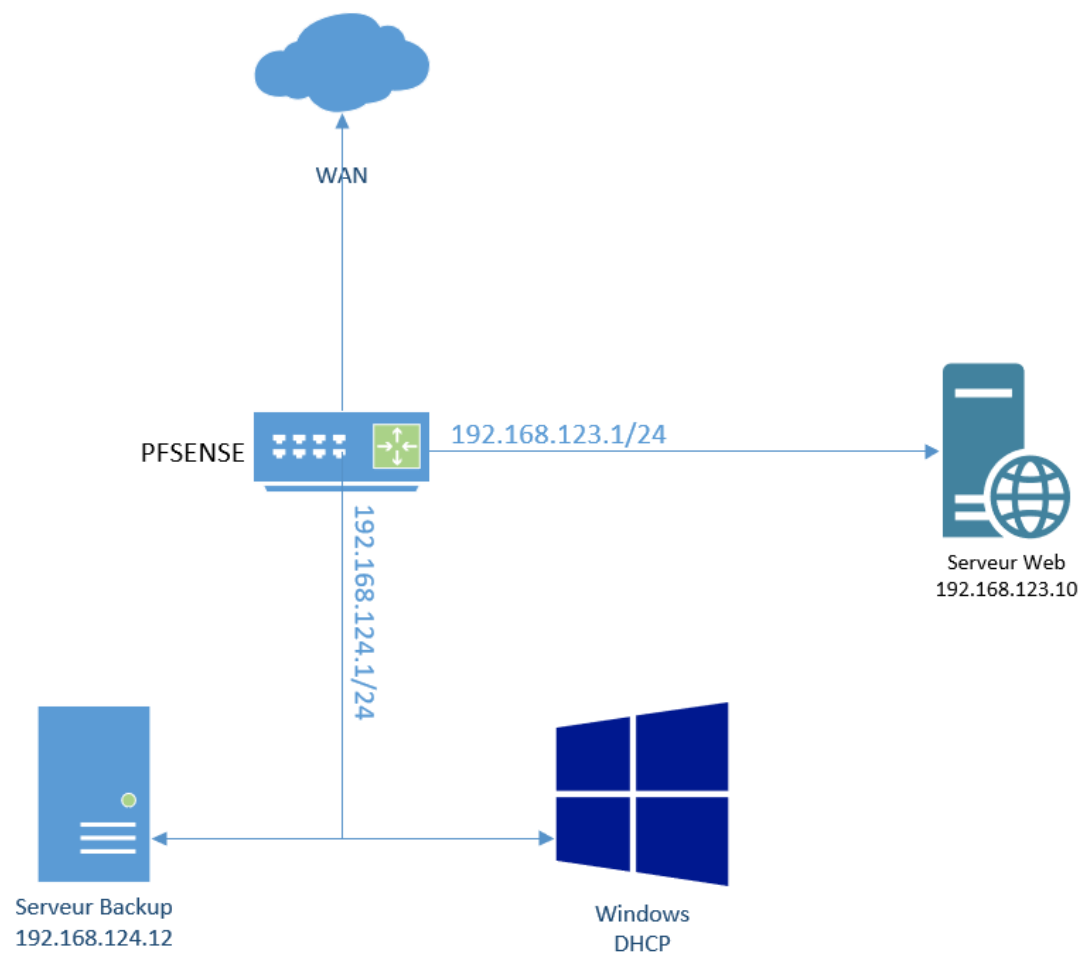 WAN
PFSENSE
192.168.123.1/24
192.168.124.1/24
Serveur Web
192.168.123.10
Serveur Backup
192.168.124.12
Windows
DHCP